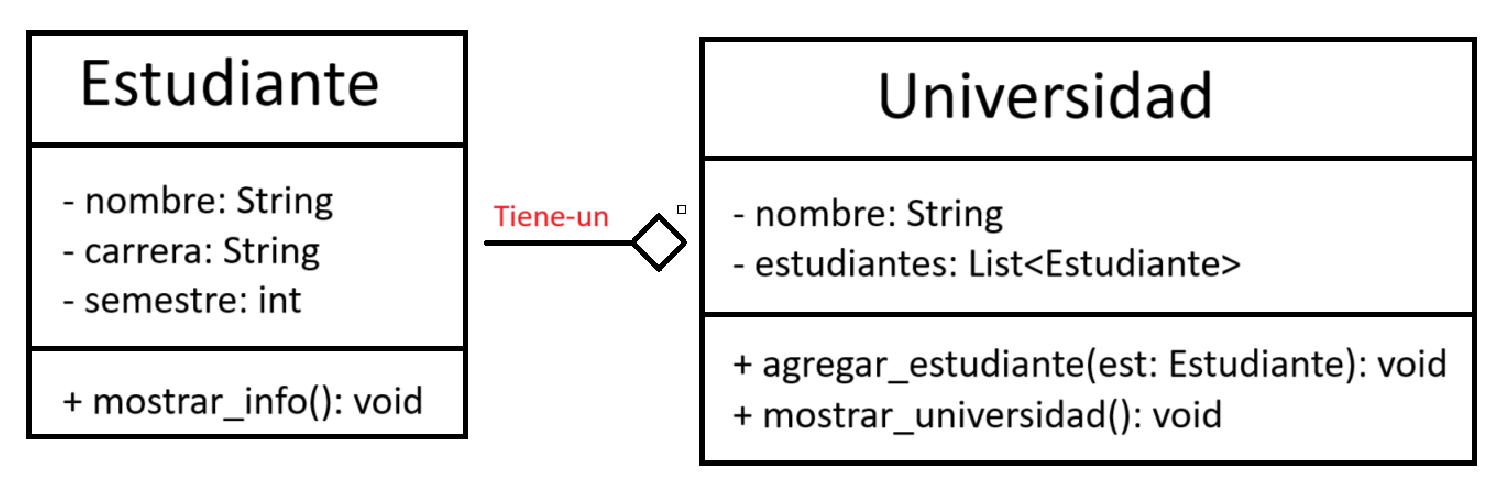 Estudiante
- nombre: String
- carrera: String
- semestre: int
+ mostrar_info(): void
Tiene-un
Universidad
- nombre: String
- estudiantes: List<Estudiante>
+ agregar_estudiante(est: Estudiante): void
+ mostrar_universidad(): void